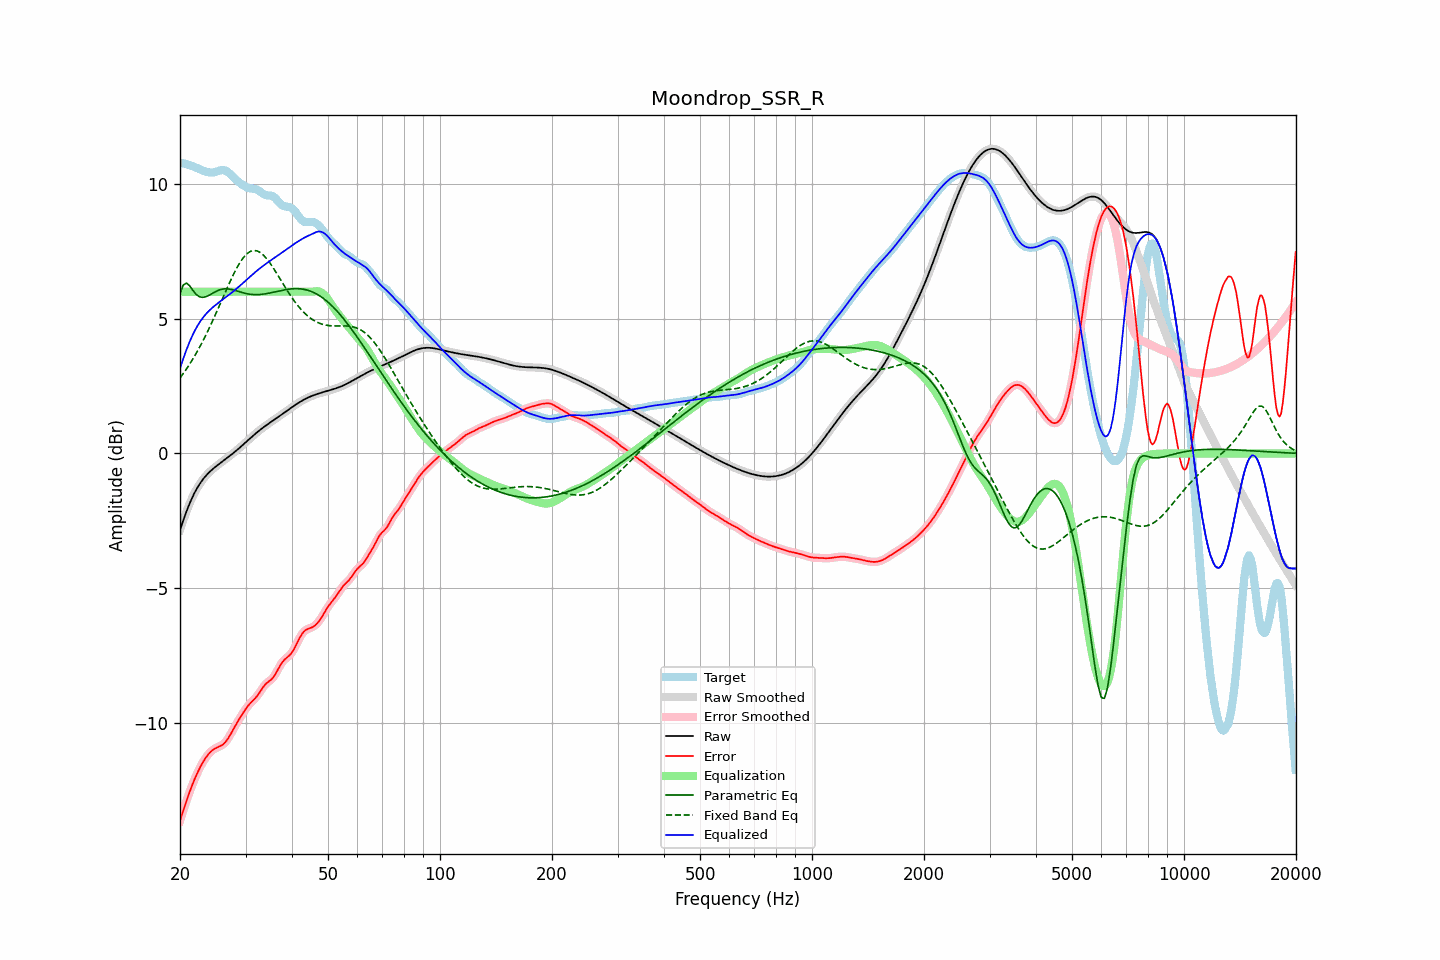 Moondrop_SSR_R
Amplitude (dBr)
10
5
0
−5
−10
Target
Raw Smoothed
Error Smoothed
Raw
Error
Equalization
Parametric Eq
Fixed Band Eq
Equalized
20 50 100 200 500 1000 2000 5000 10000 20000
Frequency (Hz)